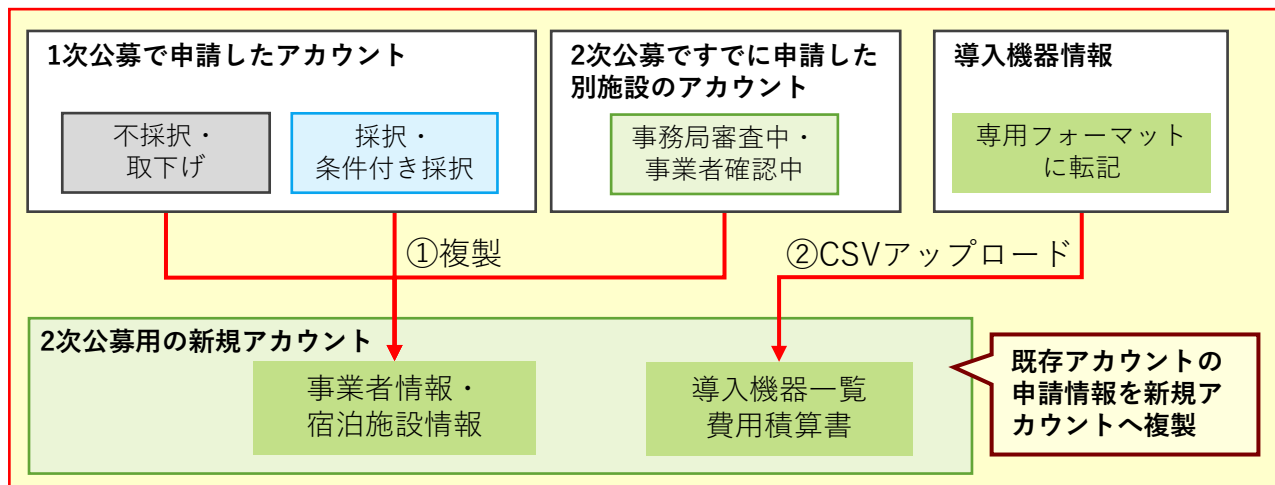 1次公募で申請したアカウント
不採択・
取下げ
採択・
条件付き採択
2次公募ですでに申請した
別施設のアカウント
事務局審査中・
事業者確認中
導入機器情報
専用フォーマット
に転記
①複製
②CSVアップロード
2次公募用の新規アカウント
事業者情報・
宿泊施設情報
導入機器一覧
費用積算書
既存アカウントの
申請情報を新規ア
カウントへ複製